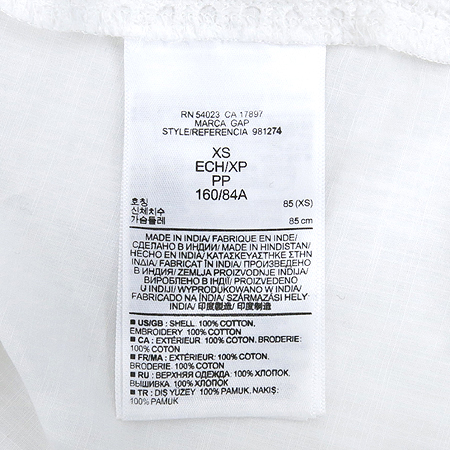 RN 54023 CA 17897
MARCA GAP
STYLE/REFERENCIA 981274
XS
ECH/XP
PP
160/84A
호칭 85 (XS)
신체치수
가슴둘레 85 cm
MADE IN INDIA/ FABRIQUE EN INDE/
СДЕЛАНО В ИНДИИ/ MADE IN HINDISTAN/
HECHO EN INDIA/ ΚΑΤΑΣΚΕΥΑΣΤΗΚΕ ΣΤΗΝ
ΙΝΔΙΑ/ FABRICAT ÎN INDIA/ ПРОИЗВЕДЕНО
В ИНДИЯ/ ZEMLJA PROIZVODNJE INDIJA/
ВИРОБЛЕНО В ІНДІЇ/ PROIZVEDENO
U INDIJI/ WYPRODUKOWANO W INDIACH/
FABRICADO NA ÍNDIA/ SZÁRMAZÁSI HELY:
INDIA/ 印度製造/ 印度制造
■ US/GB : SHELL: 100% COTTON.
EMBROIDERY: 100% COTTON
■ CA : EXTÉRIEUR: 100% COTON. BRODERIE:
100% COTON
■ FR/MA : EXTÉRIEUR: 100% COTON.
BRODERIE: 100% COTON
■ RU : ВЕРХНЯЯ ОДЕЖДА: 100% ХЛОПОК.
ВЫШИВКА: 100% ХЛОПОК
■ TR : DIŞ YÜZEY: 100% PAMUK. NAKIŞ:
100% PAMUK